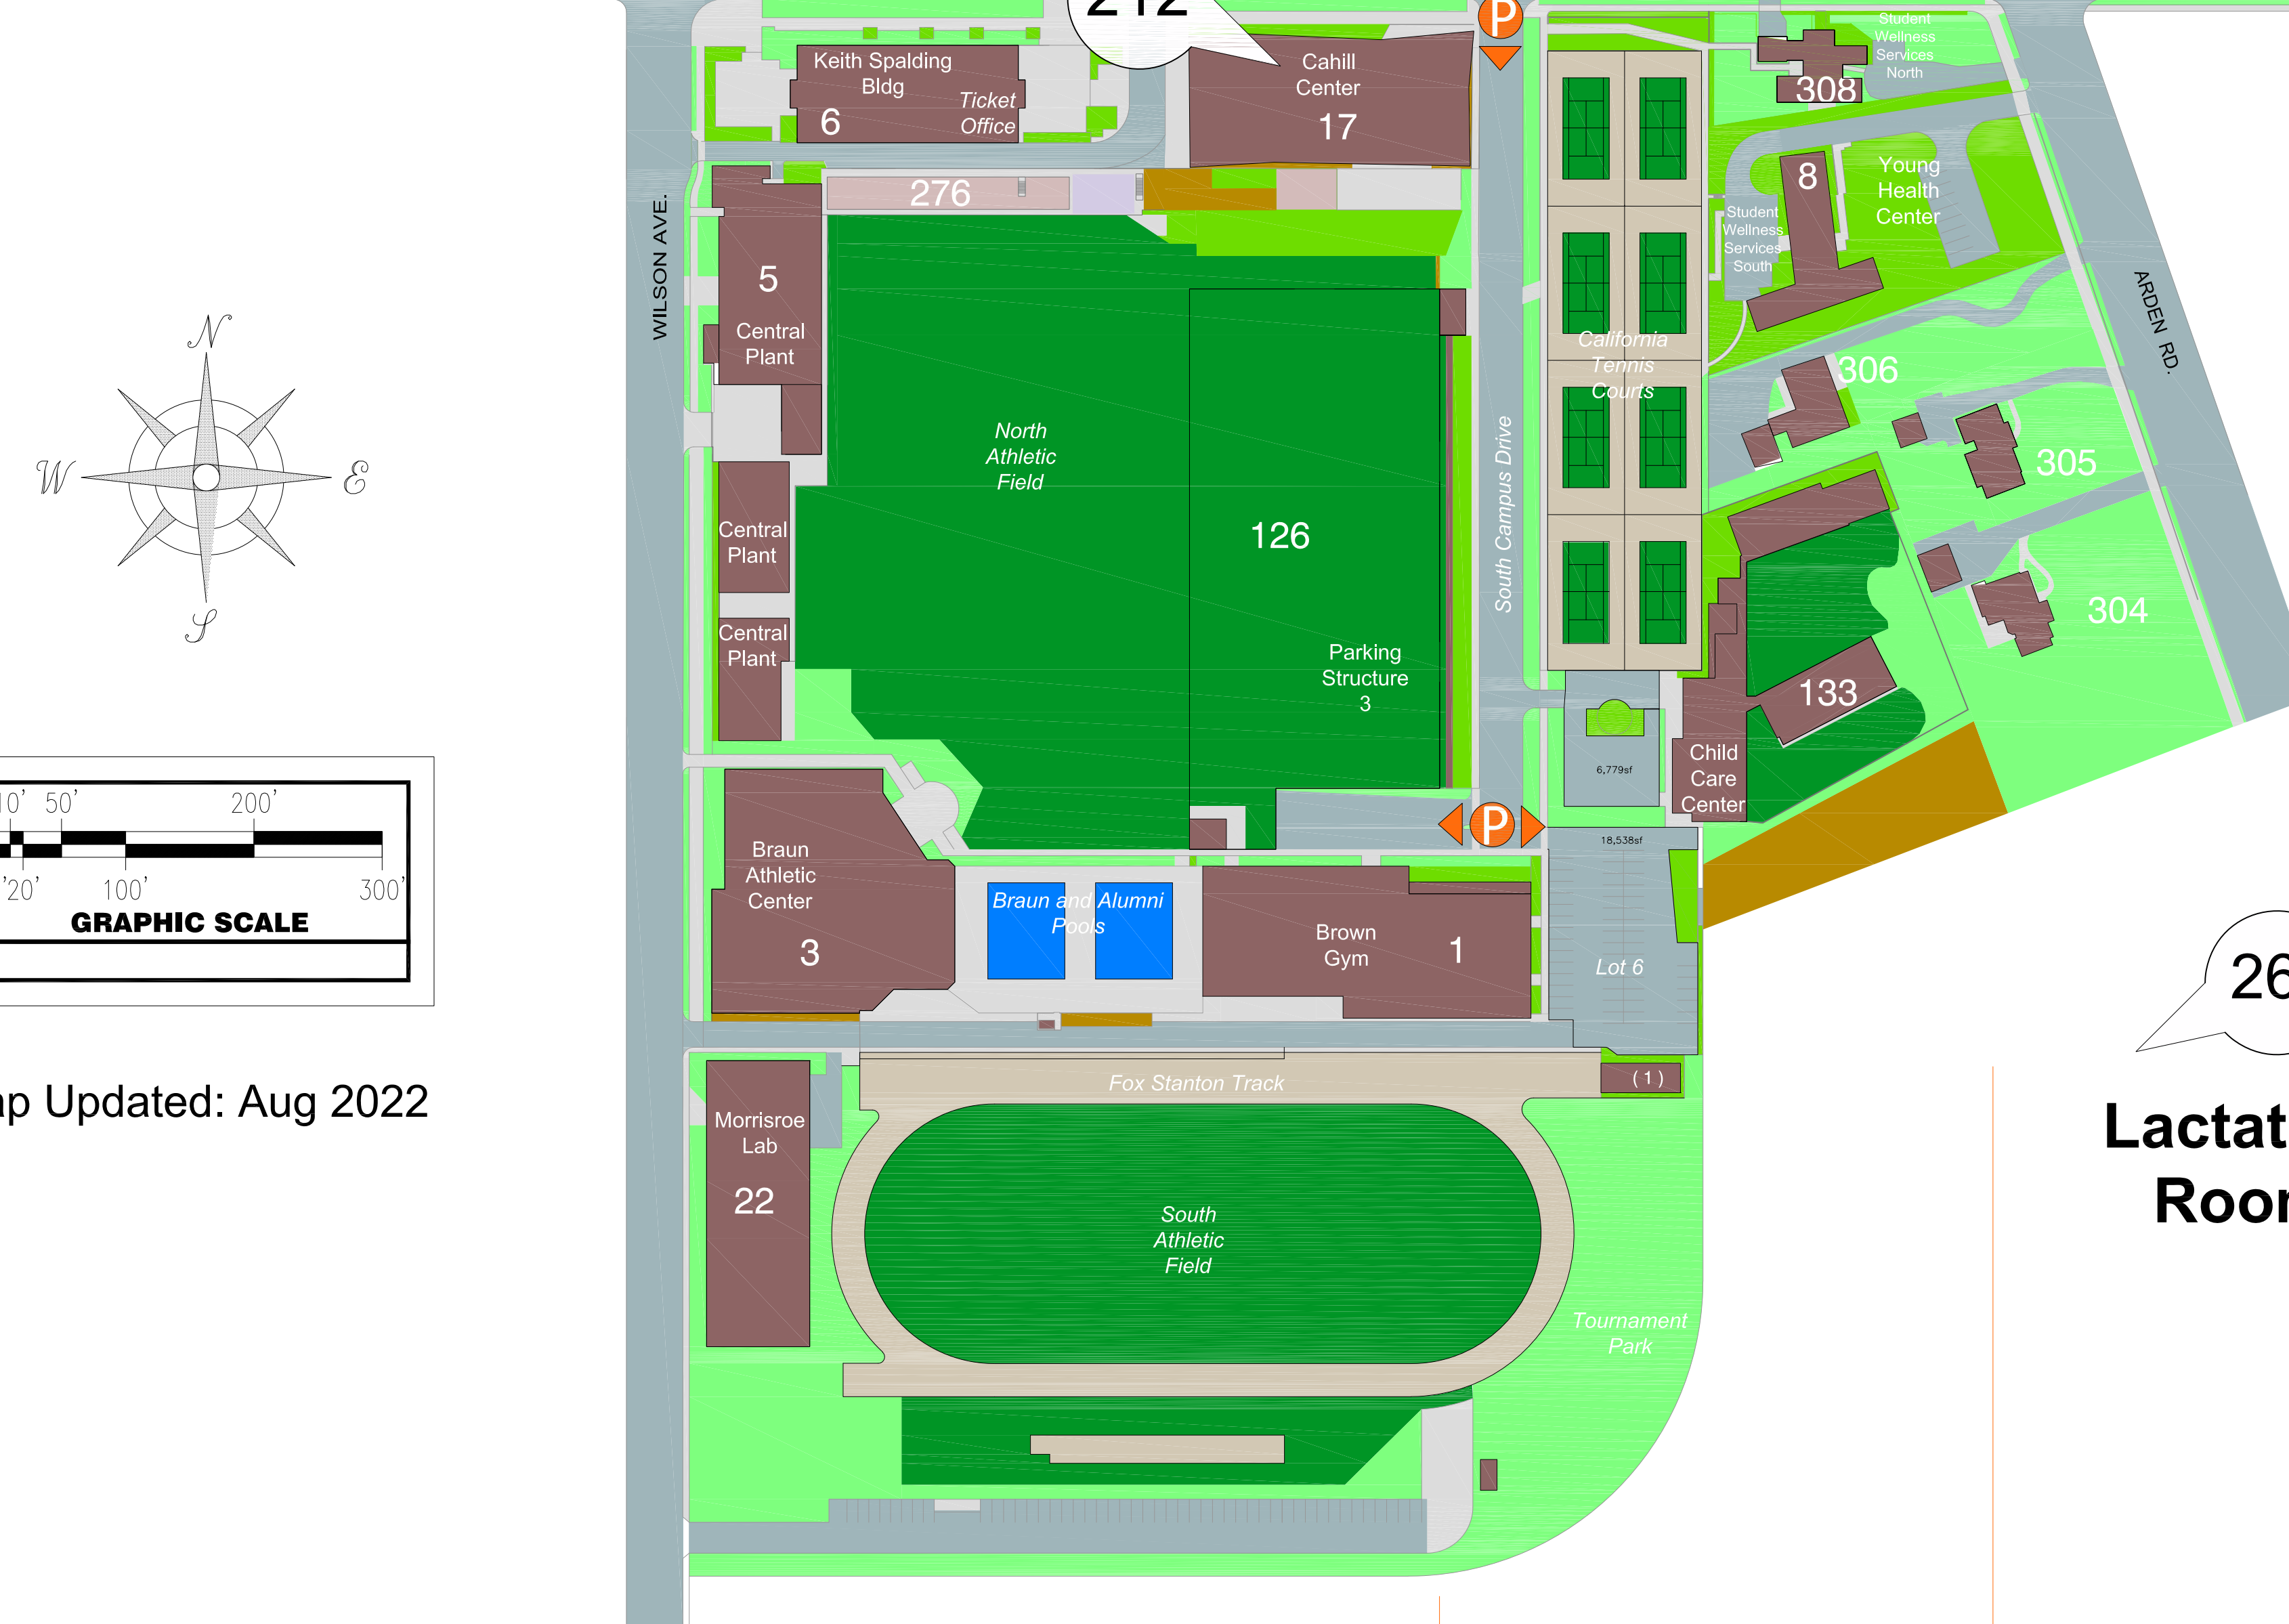 212
P
Keith Spalding
Bldg
6
Ticket
Office
Cahill
Center
17
Student
Wellness
Services
North
308
276
8
Young
Health
Center
Student
Wellness
Services
South
WILSON AVE.
5
Central
Plant
ARDEN RD.
California
Tennis
Courts
306
N
W
E
S
North
Athletic
Field
South Campus Drive
305
Central
Plant
126
304
Central
Plant
Parking
Structure
3
133
Child
Care
Center
6,779sf
50'
200'
20'
100'
300'
GRAPHIC SCALE
P
18,538sf
Braun
Athletic
Center
3
Braun and Alumni
Pools
Brown
Gym
1
Lot 6
26
Updated: Aug 2022
Fox Stanton Track
( 1 )
Morrisroe
Lab
22
South
Athletic
Field
Tournament
Park